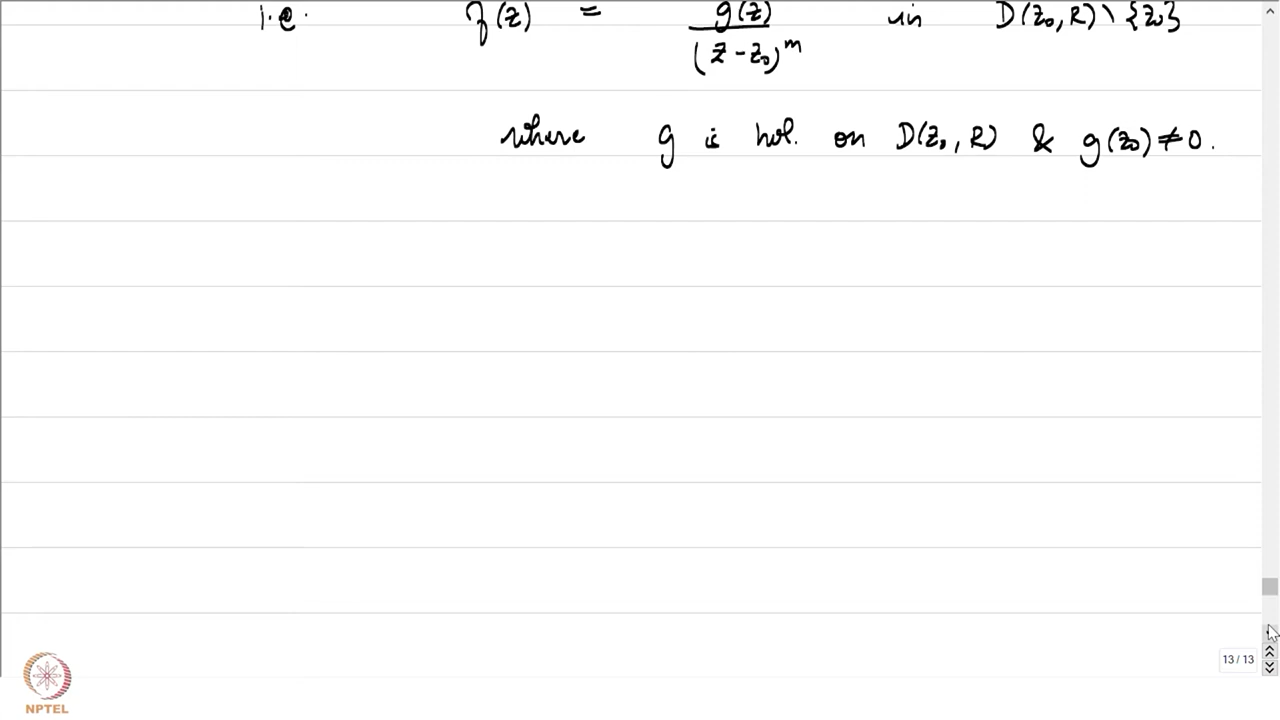 i.e. f(z) = g(z) / (z - z₀)^m in D(z₀, R) \ {z₀}
where g is hol. on D(z₀, R) & g(z₀) ≠ 0.
13 / 13
NPTEL